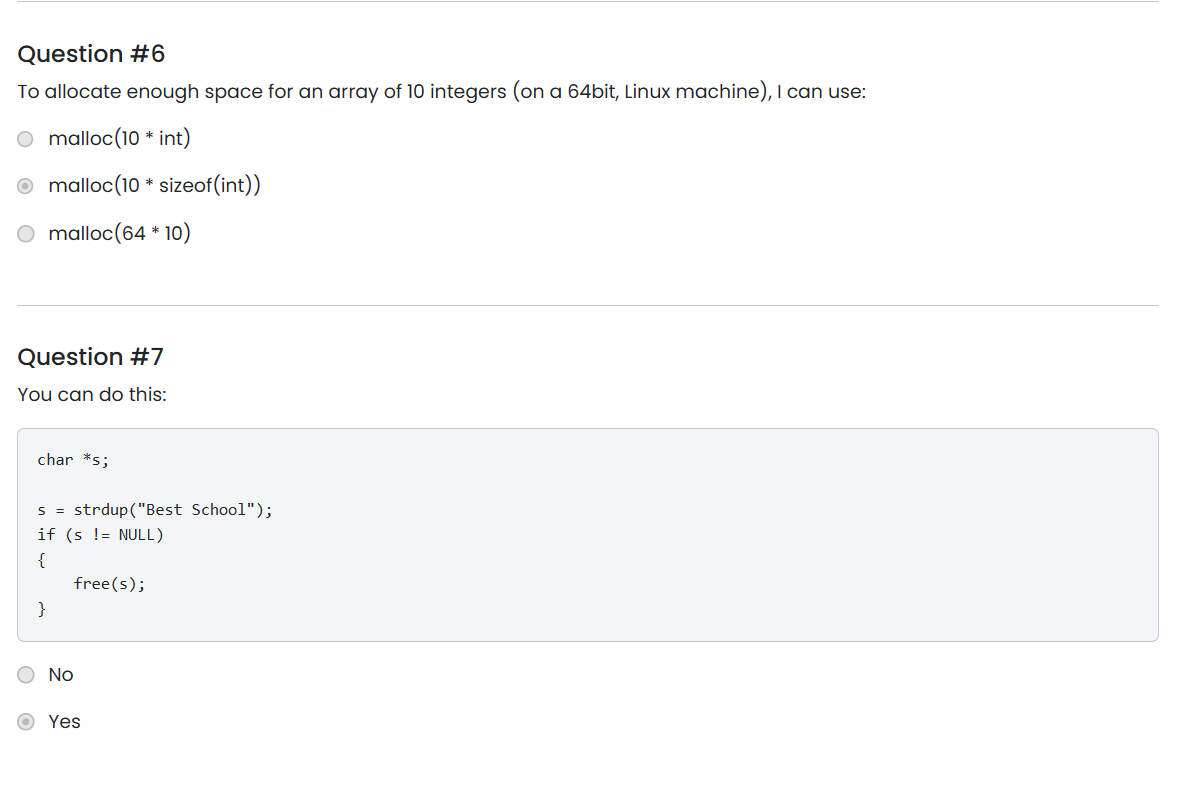 Question #6
To allocate enough space for an array of 10 integers (on a 64bit, Linux machine), I can use:
malloc(10 * int)
malloc(10 * sizeof(int))
malloc(64 * 10)
Question #7
You can do this:
char *s;
s = strdup("Best School");
if (s != NULL)
{
    free(s);
}
No
Yes